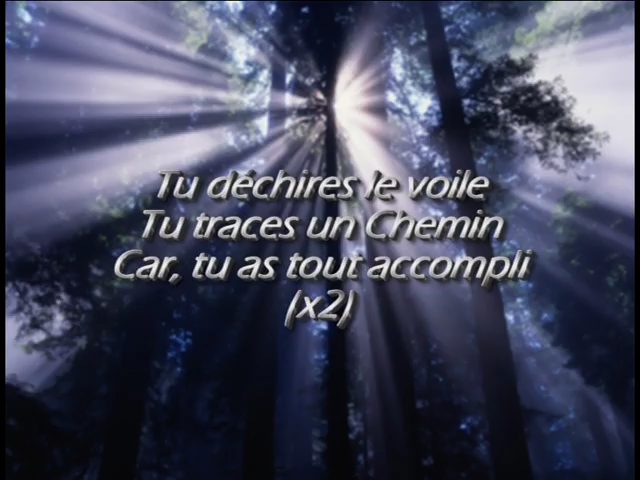 Tu déchires le voile
Tu traces un Chemin
Car, tu as tout accompli
(x2)